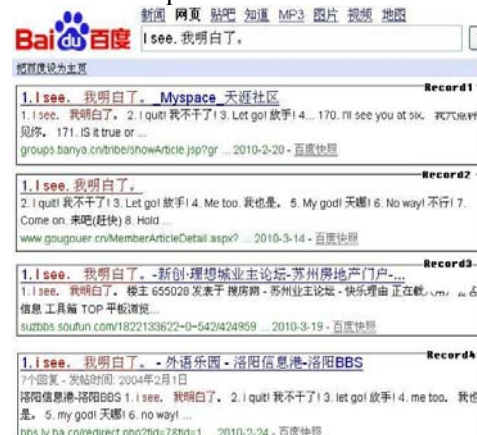 新闻 网页 贴吧 知道 MP3 图片 视频 地图
Bai du 百度
I see. 我明白了。
把百度设为主页
Record1
1. I see. 我明白了。_Myspace_天涯社区
1. I see. 我明白了。 2. I quit! 我不干了! 3. Let go! 放手! 4... 170. I'll see you at six. 我六点钟
见你。 171. IS it true or ...
groups.tianya.cn/tribe/showArticle.jsp?gr ... 2010-2-20 - 百度快照
Record2
1. I see. 我明白了。
2. I quit! 我不干了! 3. Let go! 放手! 4. Me too. 我也是。 5. My god! 天哪! 6. No way! 不行! 7.
Come on. 来吧(赶快) 8. Hold ...
www.gougouer.cn/MemberArticleDetail.aspx? ... 2010-3-14 - 百度快照
Record3
1. I see. 我明白了。-新创·理想城业主论坛-苏州房地产门户-...
1. I see. 我明白了。 楼主 655028 发表于 搜房网 - 苏州业主论坛 - 快乐理由 正在载
信息 工具箱 TOP 平板浏览...
suzbbs.soufun.com/1822133622~0~542/424959 ... 2010-3-19 - 百度快照
Record4
1. I see. 我明白了。 - 外语乐园 - 洛阳信息港-洛阳BBS
7个回复 - 发帖时间: 2004年2月1日
洛阳信息港-洛阳BBS 1. I see. 我明白了。 2. I quit! 我不干了! 3. let go! 放手! 4. me too. 我也
是。 5. my god! 天哪! 6. no way! ...
bbs.ly.ha.cn/redirect.php?tid=7&tid=1... 2010-2-24 - 百度快照